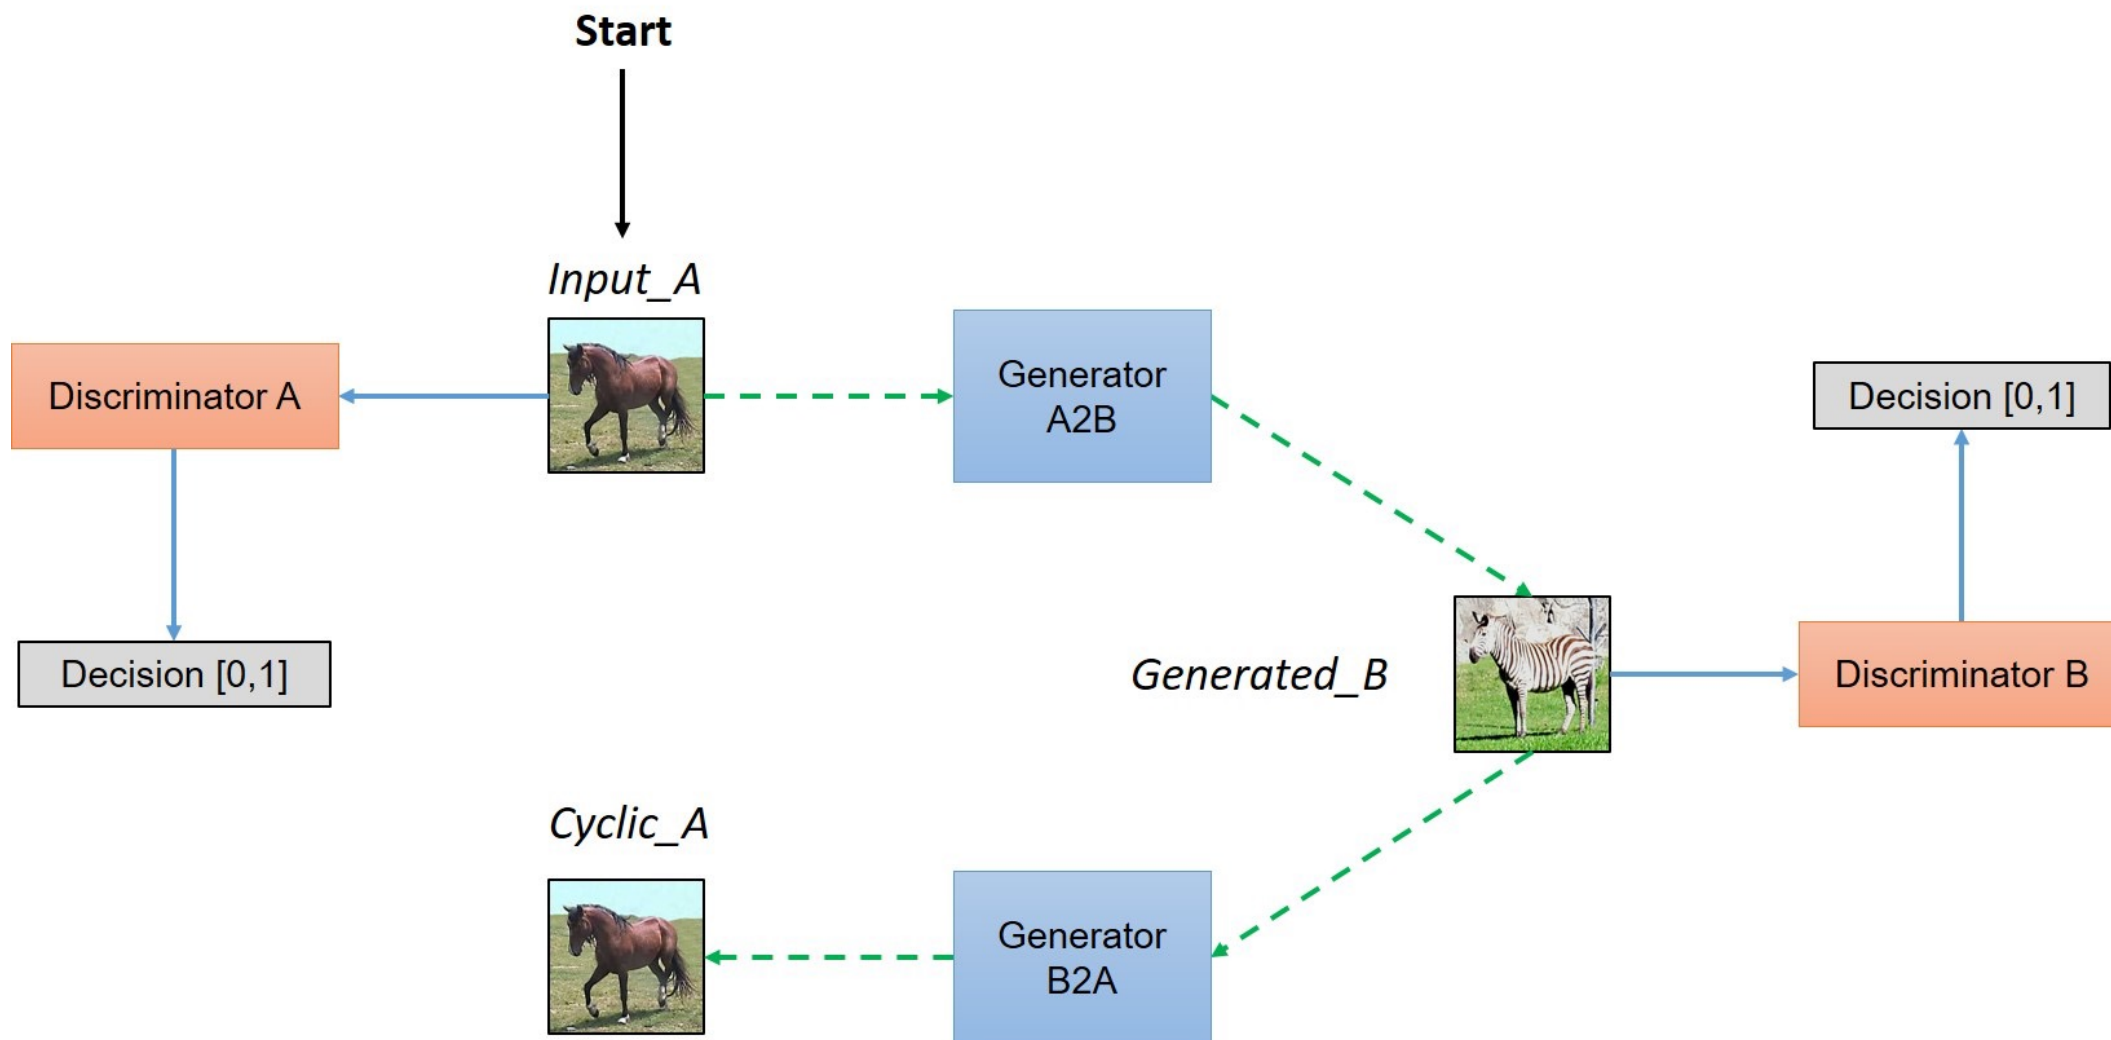 Start
Input_A
Discriminator A
Generator
A2B
Decision [0,1]
Decision [0,1]
Generated_B
Discriminator B
Cyclic_A
Generator
B2A